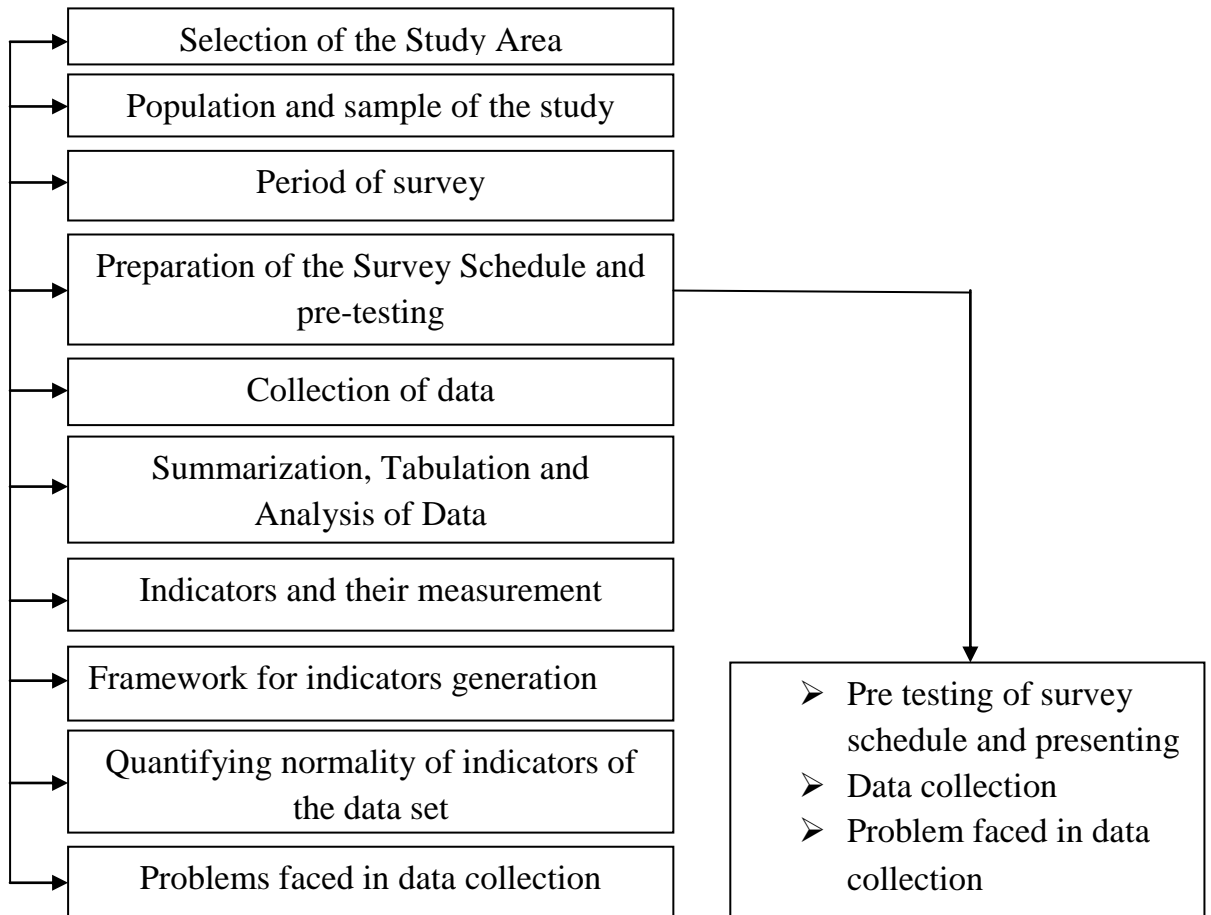 Selection of the Study Area
Population and sample of the study
Period of survey
Preparation of the Survey Schedule and
pre-testing
Collection of data
Summarization, Tabulation and
Analysis of Data
Indicators and their measurement
Framework for indicators generation
Quantifying normality of indicators of
the data set
Problems faced in data collection
➢ Pre testing of survey
schedule and presenting
➢ Data collection
➢ Problem faced in data
collection